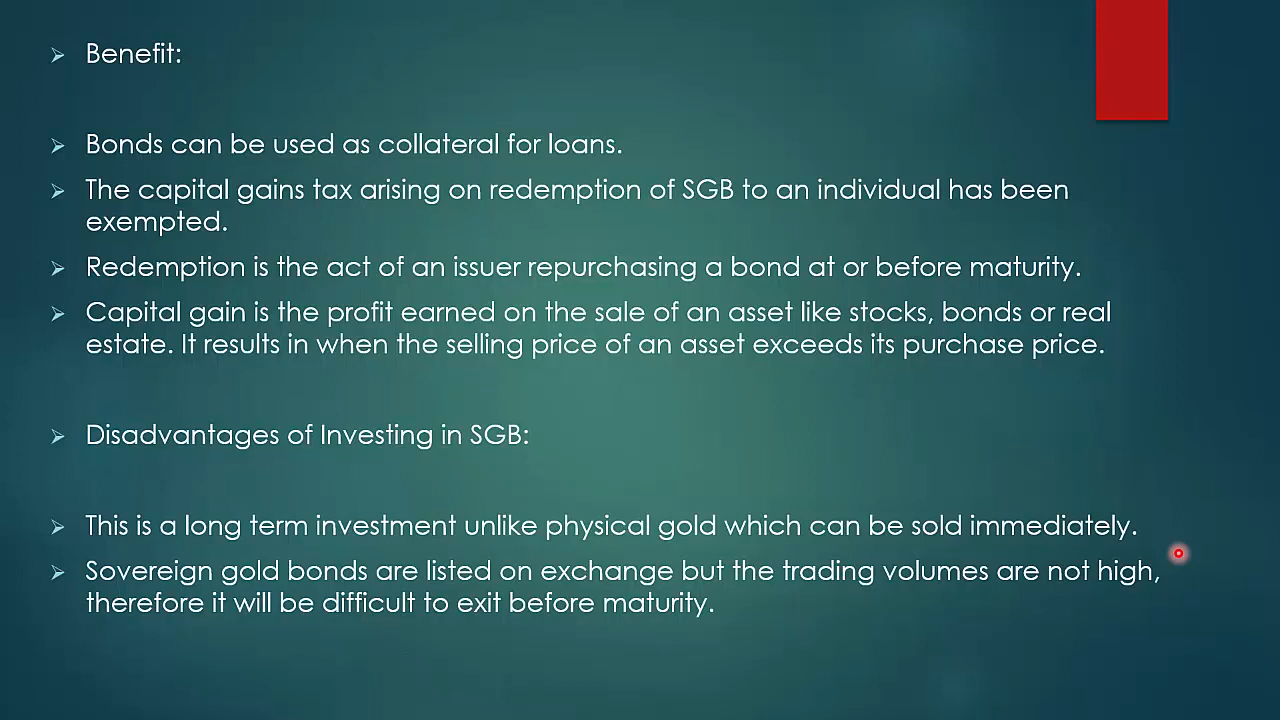 Benefit:
Bonds can be used as collateral for loans.
The capital gains tax arising on redemption of SGB to an individual has been
exempted.
Redemption is the act of an issuer repurchasing a bond at or before maturity.
Capital gain is the profit earned on the sale of an asset like stocks, bonds or real
estate. It results in when the selling price of an asset exceeds its purchase price.
Disadvantages of Investing in SGB:
This is a long term investment unlike physical gold which can be sold immediately.
Sovereign gold bonds are listed on exchange but the trading volumes are not high,
therefore it will be difficult to exit before maturity.